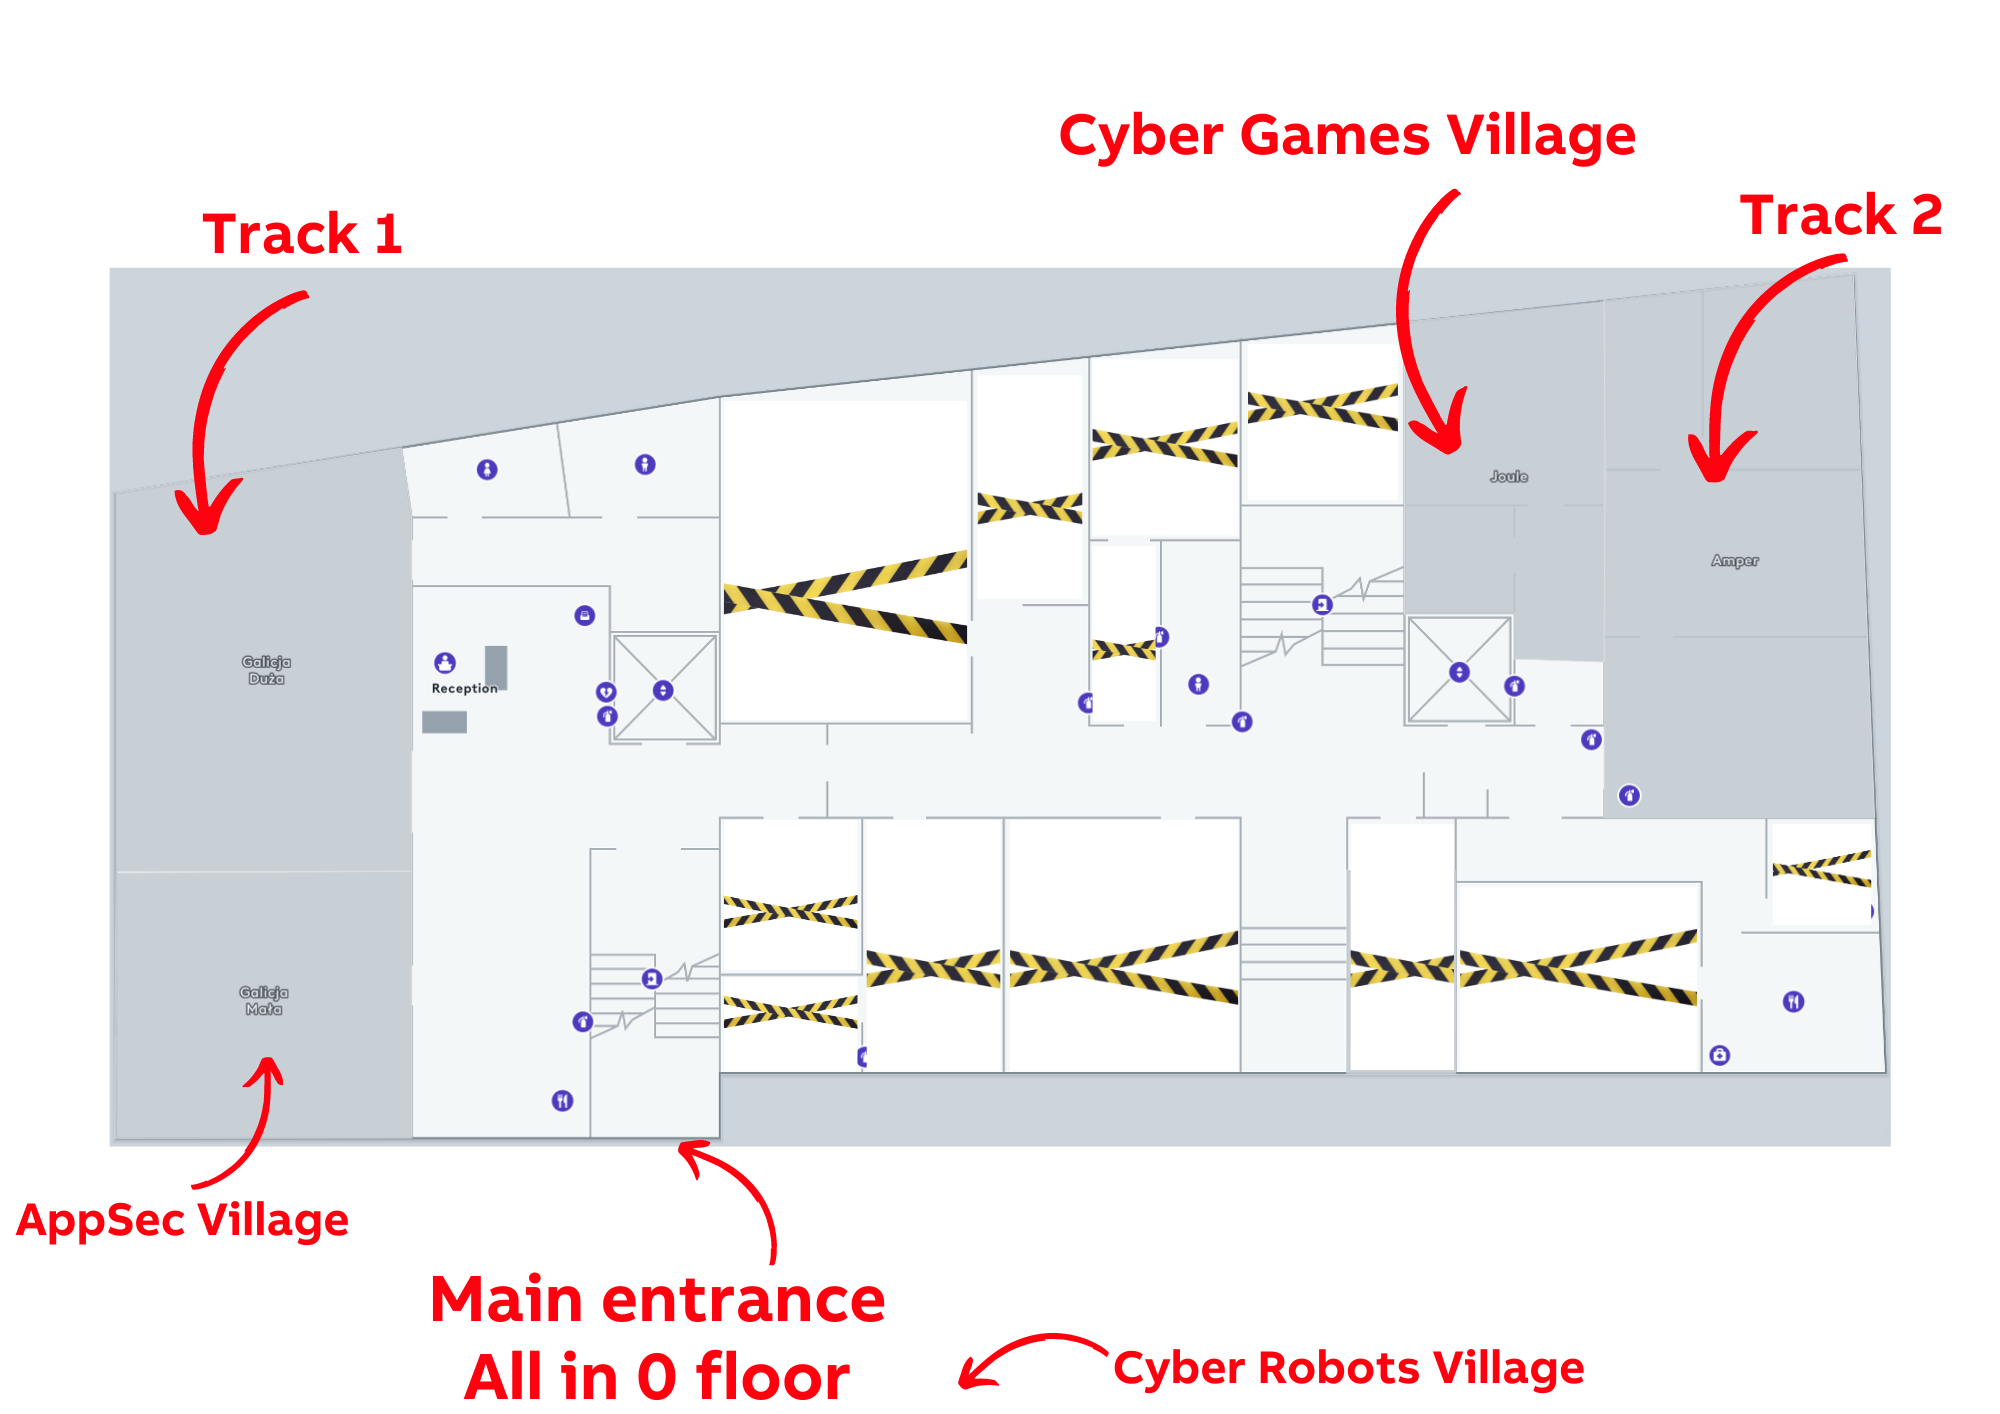 Cyber Games Village
Track 1
Track 2
Joule
Amper
Galicja
Duża
Reception
Galicja
Mała
AppSec Village
Main entrance
All in 0 floor
Cyber Robots Village